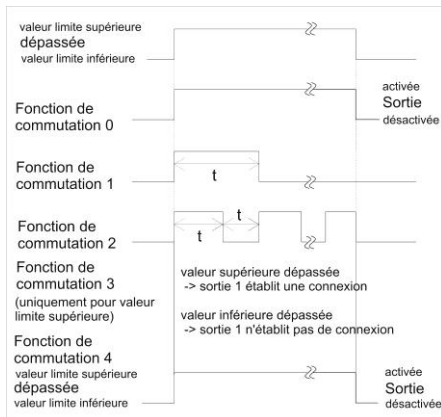 valeur limite supérieure
dépassée
valeur limite inférieure
activée
Sortie
désactivée
Fonction de
commutation 0
Fonction de
commutation 1
t
Fonction de
commutation 2
t
t
Fonction de
commutation 3
(uniquement pour valeur
limite supérieure)
valeur supérieure dépassée
-> sortie 1 établit une connexion
valeur inférieure dépassée
-> sortie 1 n'établit pas de connexion
Fonction de
commutation 4
valeur limite supérieure
dépassée
valeur limite inférieure
activée
Sortie
désactivée